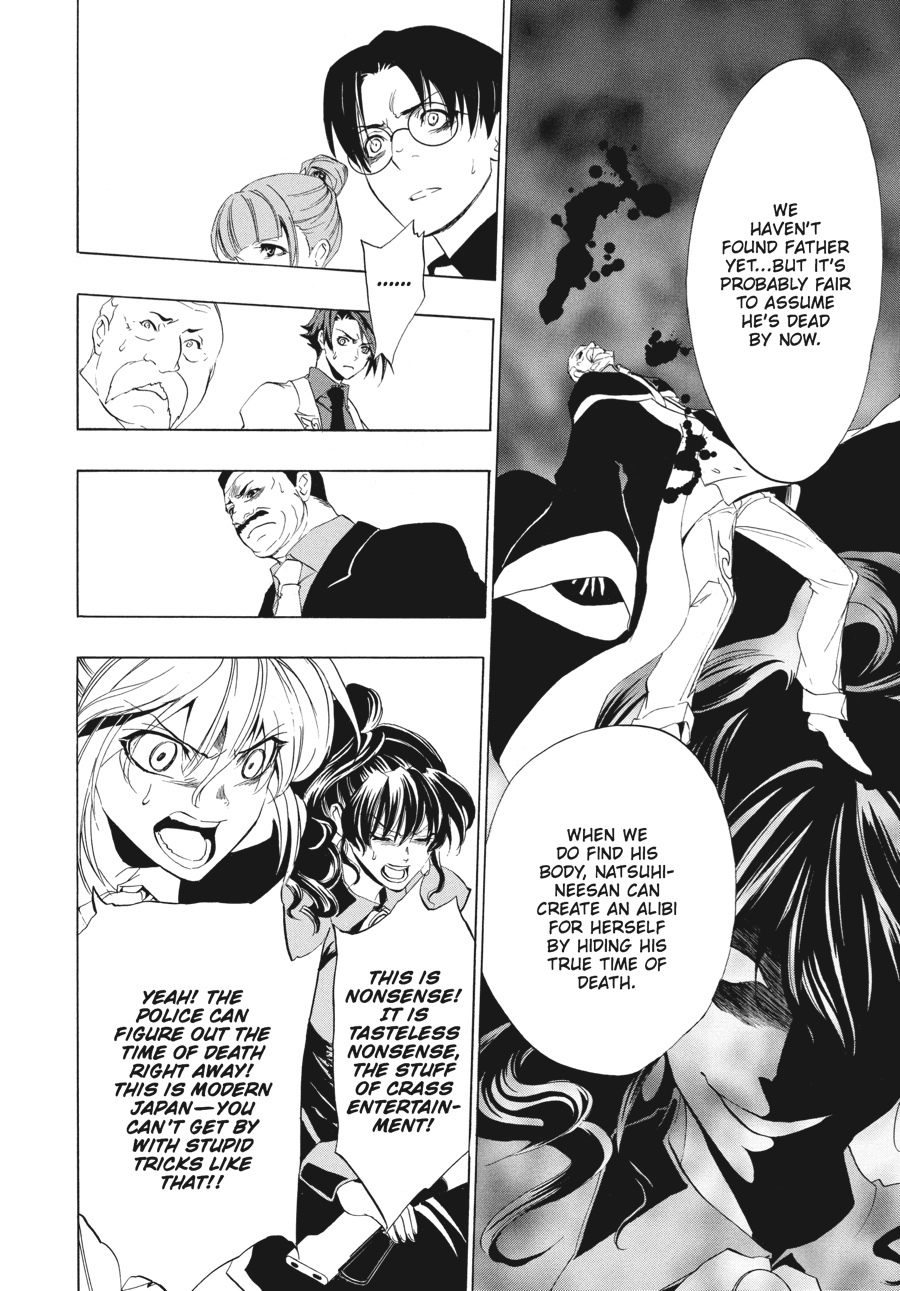 WE
HAVEN'T
FOUND FATHER
YET...BUT IT'S
PROBABLY FAIR
TO ASSUME
HE'S DEAD
BY NOW.
WHEN WE
DO FIND HIS
BODY, NATSUHI-
NEESAN CAN
CREATE AN ALIBI
FOR HERSELF
BY HIDING HIS
TRUE TIME OF
DEATH.
.......
THIS IS
NONSENSE!
IT IS
TASTELESS
NONSENSE,
THE STUFF
OF CRASS
ENTERTAIN-
MENT!
YEAH! THE
POLICE CAN
FIGURE OUT THE
TIME OF DEATH
RIGHT AWAY!
THIS IS MODERN
JAPAN—YOU
CAN'T GET BY
WITH STUPID
TRICKS LIKE
THAT!!